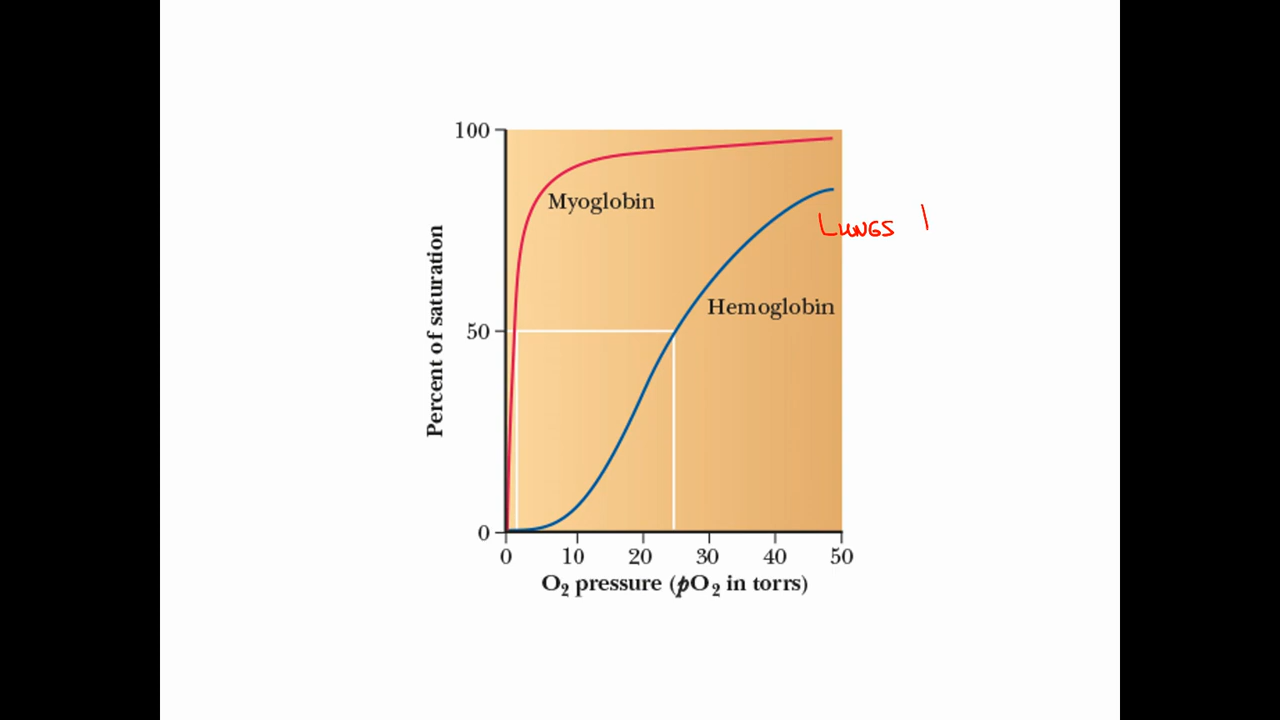 100
Myoglobin
LUNGS
Percent of saturation
Hemoglobin
50
0
0 10 20 30 40 50
O₂ pressure (pO₂ in torrs)